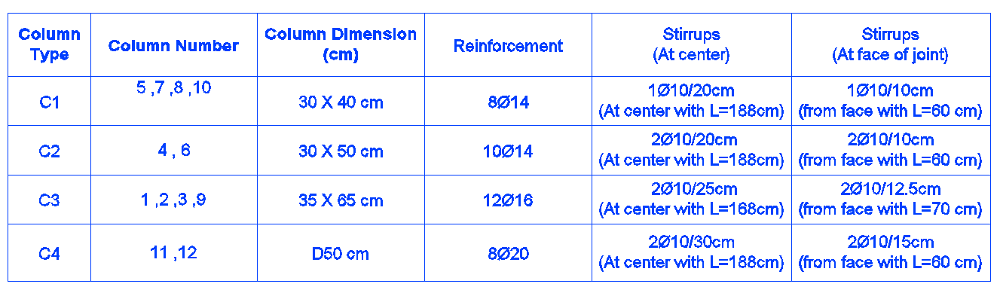 Column Type
Column Number
Column Dimension (cm)
Reinforcement
Stirrups
(At center)
Stirrups
(At face of joint)
C1
5 ,7 ,8 ,10
30 X 40 cm
8Ø14
1Ø10/20cm
(At center with L=188cm)
1Ø10/10cm
(from face with L=60 cm)
C2
4 , 6
30 X 50 cm
10Ø14
2Ø10/20cm
(At center with L=188cm)
2Ø10/10cm
(from face with L=60 cm)
C3
1 ,2 ,3 ,9
35 X 65 cm
12Ø16
2Ø10/25cm
(At center with L=168cm)
2Ø10/12.5cm
(from face with L=70 cm)
C4
11 ,12
D50 cm
8Ø20
2Ø10/30cm
(At center with L=188cm)
2Ø10/15cm
(from face with L=60 cm)